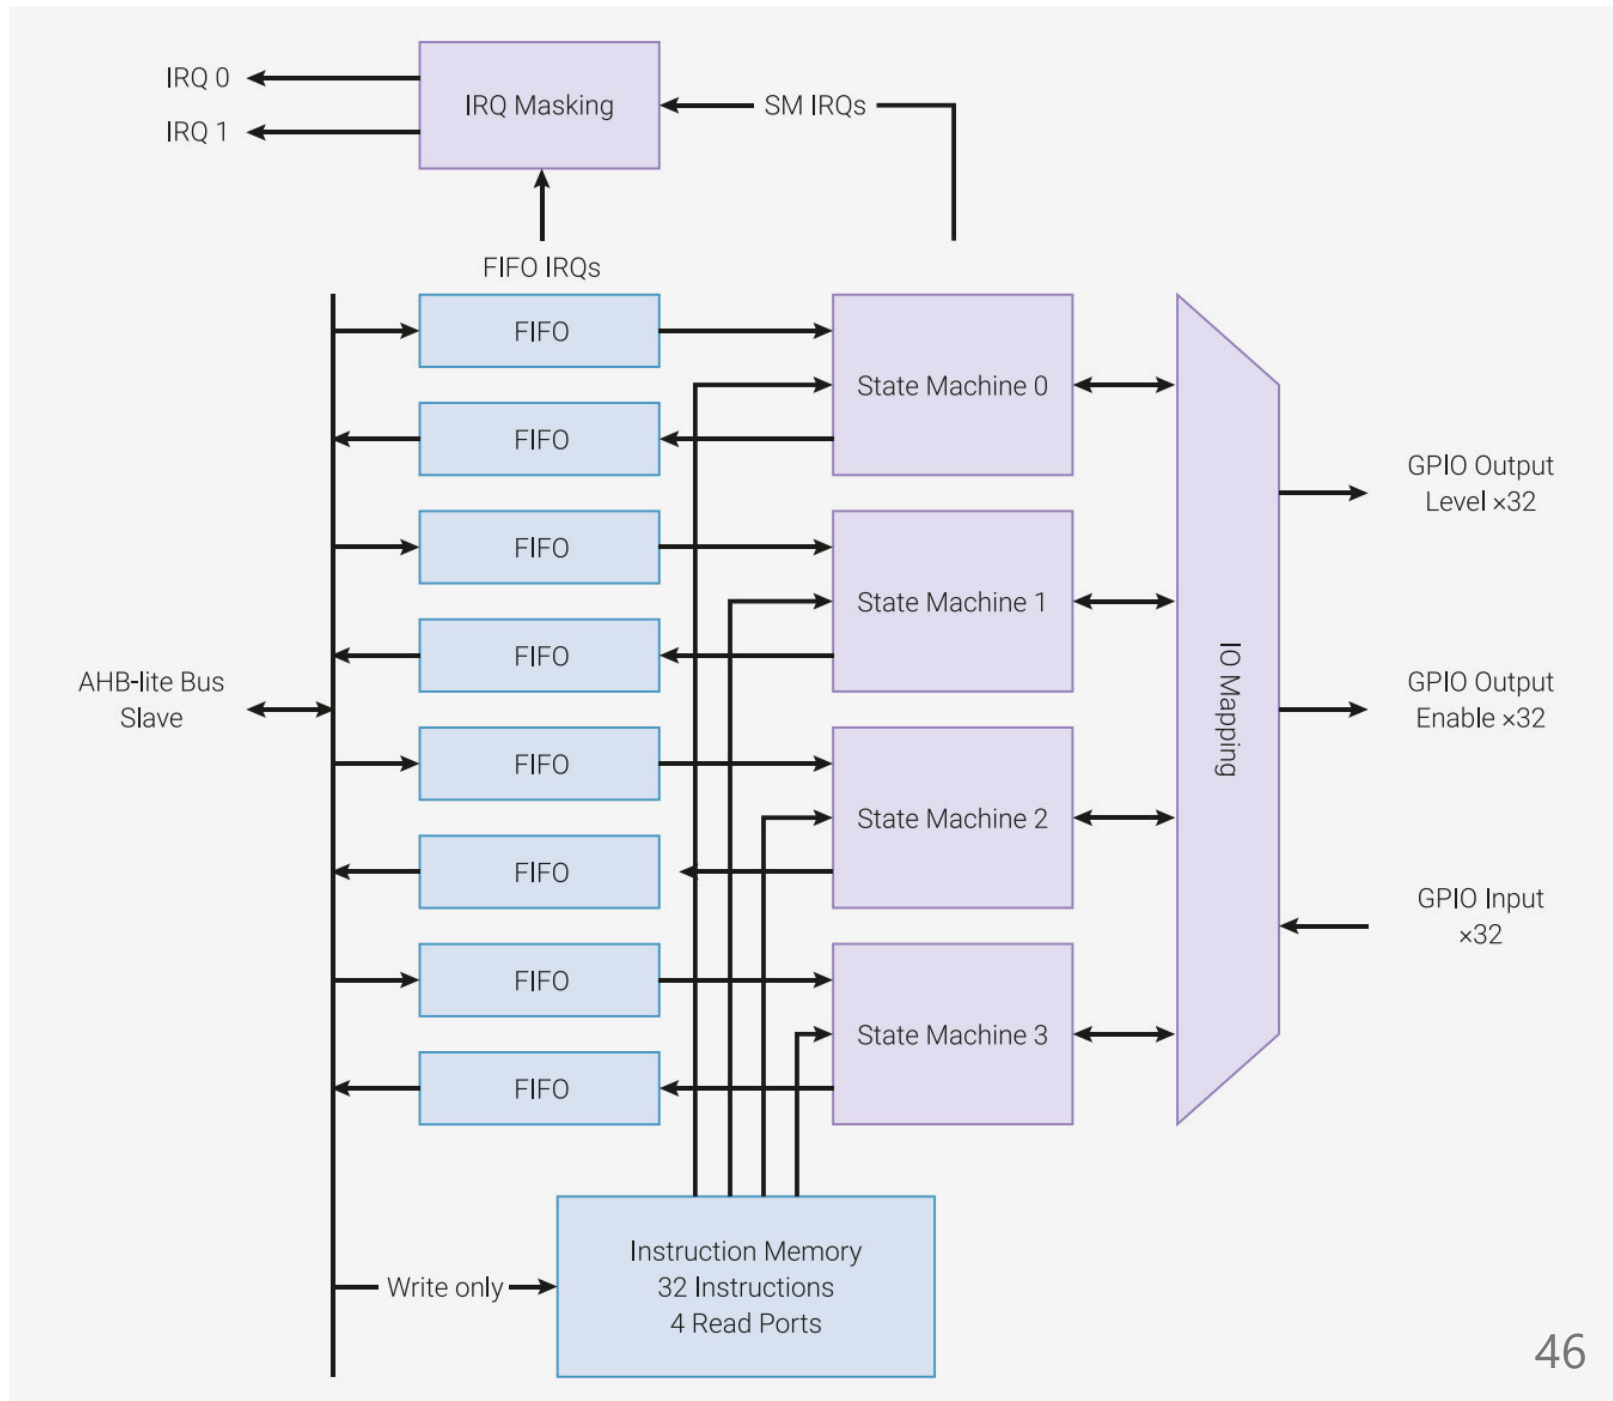 IRQ 0
IRQ 1
IRQ Masking
SM IRQs
FIFO IRQs
FIFO
FIFO
FIFO
FIFO
FIFO
FIFO
FIFO
FIFO
State Machine 0
State Machine 1
State Machine 2
State Machine 3
AHB-lite Bus
Slave
IO Mapping
GPIO Output
Level ×32
GPIO Output
Enable ×32
GPIO Input
×32
Write only
Instruction Memory
32 Instructions
4 Read Ports
46